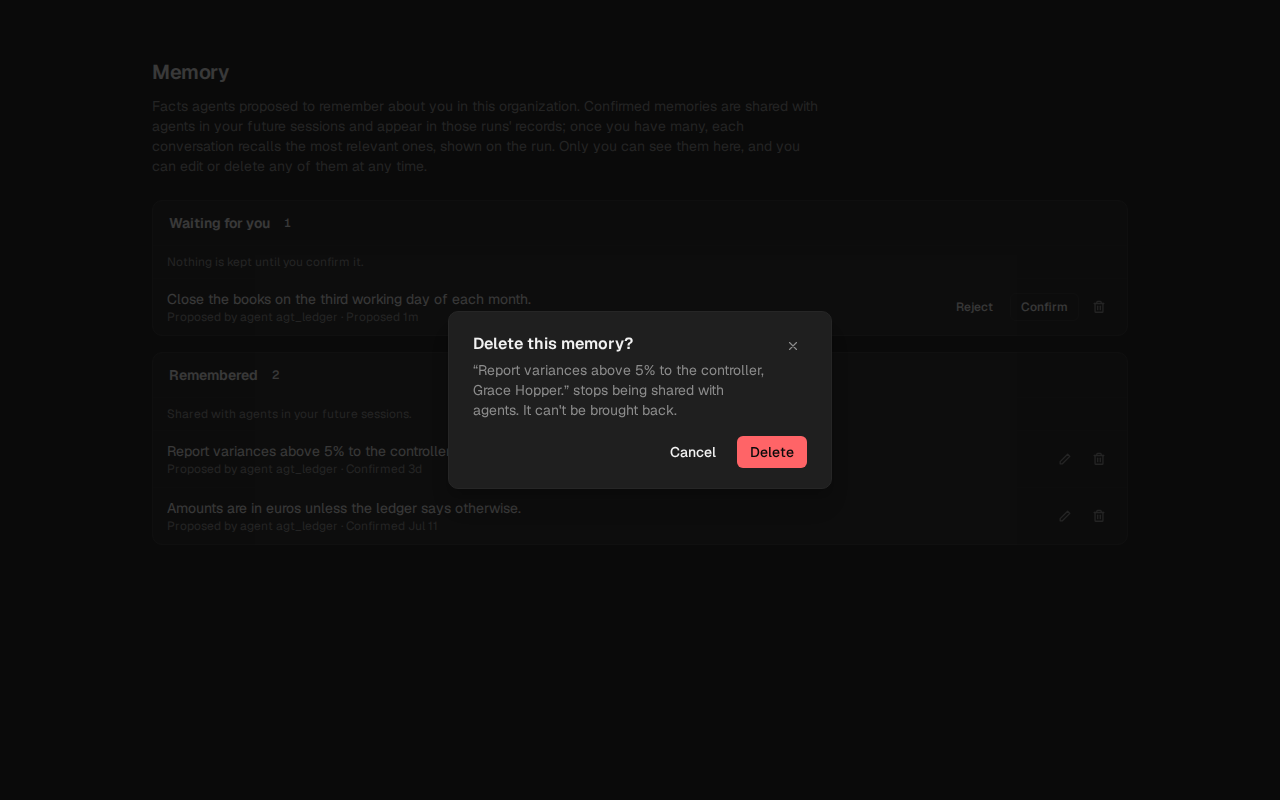 Memory
Facts agents proposed to remember about you in this organization. Confirmed memories are shared with
agents in your future sessions and appear in those runs' records; once you have many, each
conversation recalls the most relevant ones, shown on the run. Only you can see them here, and you
can edit or delete any of them at any time.
Waiting for you 1
Nothing is kept until you confirm it.
Close the books on the third working day of each month.
Proposed by agent agt_ledger · Proposed 1m
Reject
Confirm
Delete this memory?
“Report variances above 5% to the controller,
Grace Hopper.” stops being shared with
agents. It can't be brought back.
Cancel
Delete
Remembered 2
Shared with agents in your future sessions.
Report variances above 5% to the controller
Proposed by agent agt_ledger · Confirmed 3d
Amounts are in euros unless the ledger says otherwise.
Proposed by agent agt_ledger · Confirmed Jul 11